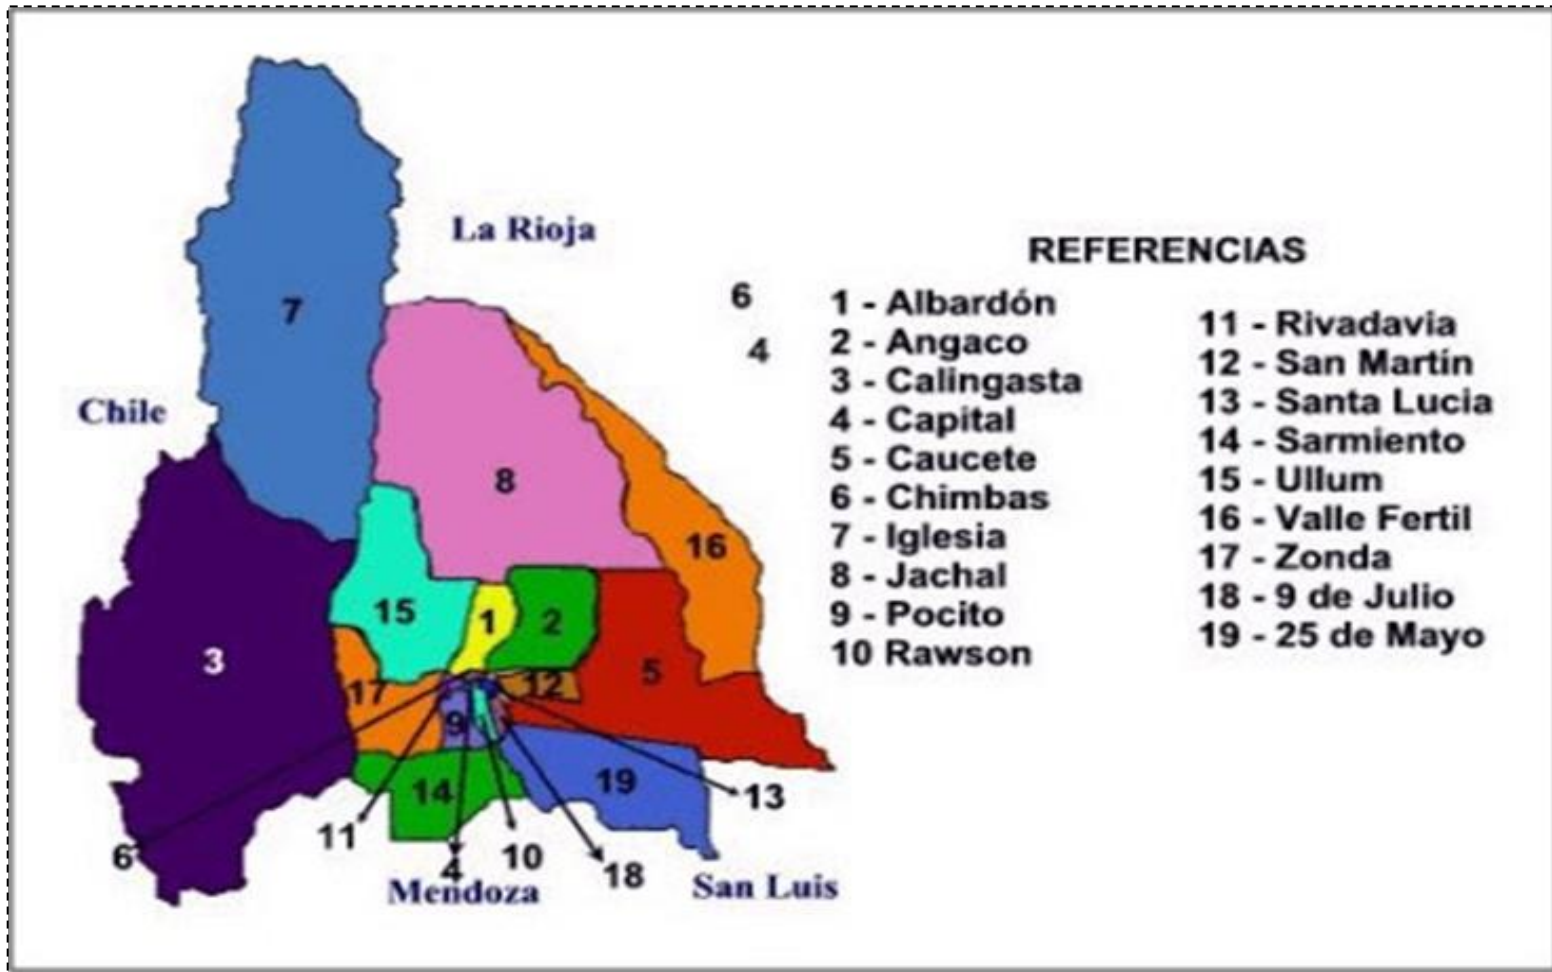 La Rioja
Chile
Mendoza
San Luis
7
8
16
15
1
2
3
5
17
12
9
14
19
13
11
10
4
18
6
6
4
REFERENCIAS
1 - Albardón
2 - Angaco
3 - Calingasta
4 - Capital
5 - Caucete
6 - Chimbas
7 - Iglesia
8 - Jachal
9 - Pocito
10 Rawson
11 - Rivadavia
12 - San Martín
13 - Santa Lucia
14 - Sarmiento
15 - Ullum
16 - Valle Fertil
17 - Zonda
18 - 9 de Julio
19 - 25 de Mayo